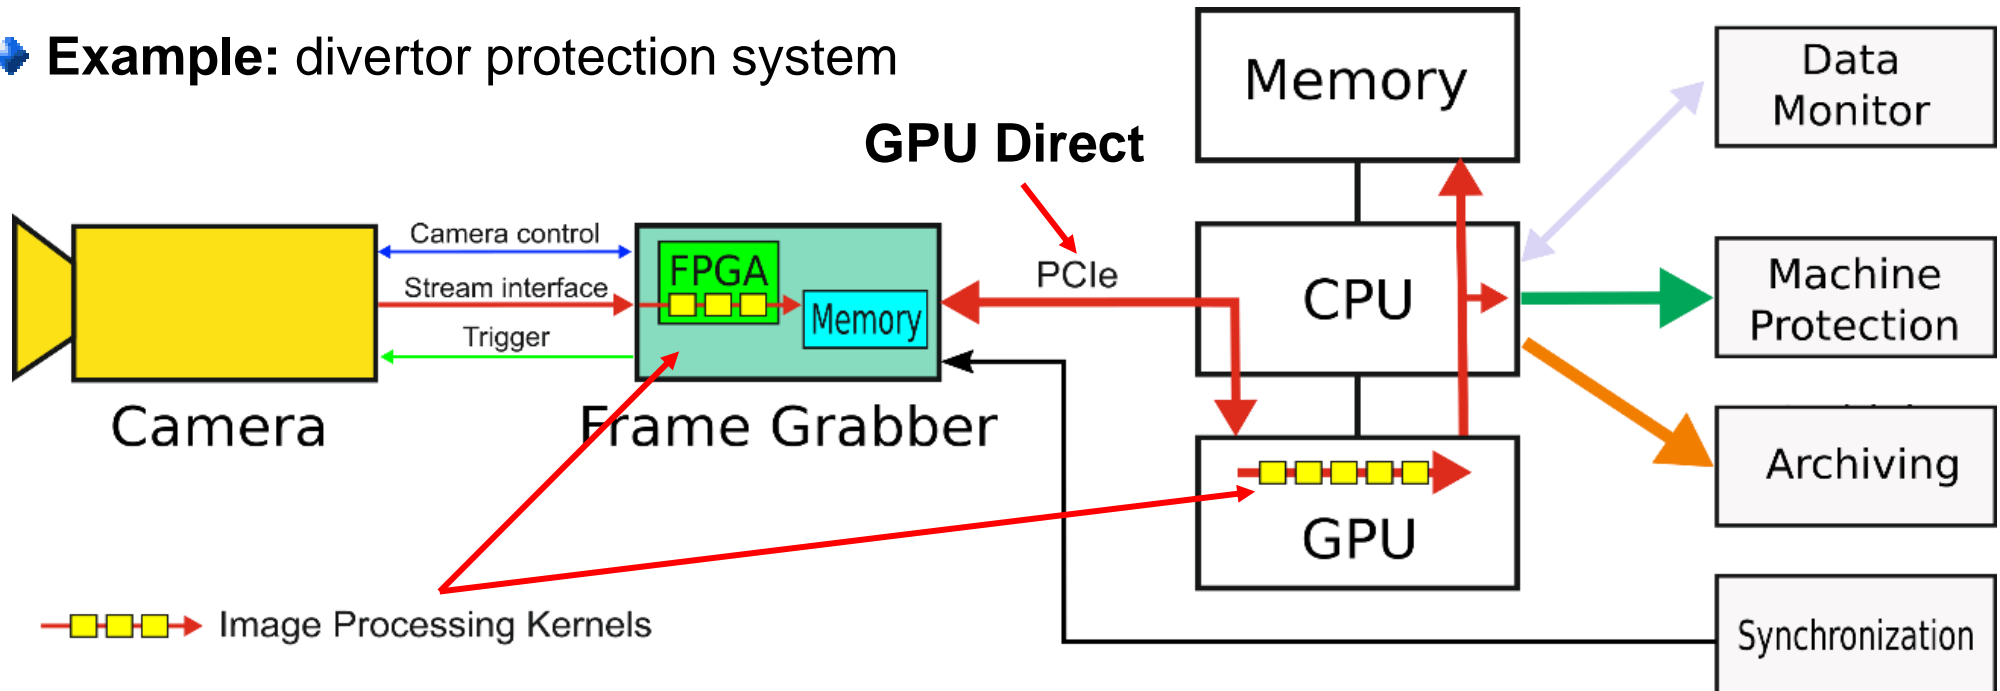 Example: divertor protection system
GPU Direct
Memory
Data
Monitor
Camera control
Stream interface
Trigger
FPGA
Memory
PCIe
CPU
Machine
Protection
Camera
Frame Grabber
Archiving
GPU
Image Processing Kernels
Synchronization